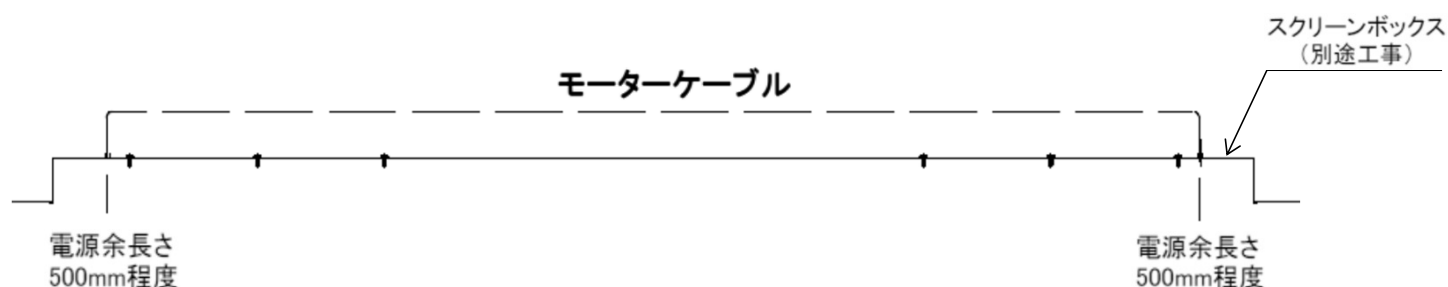 スクリーンボックス
（別途工事）
モーターケーブル
電源余長さ
500mm程度
電源余長さ
500mm程度